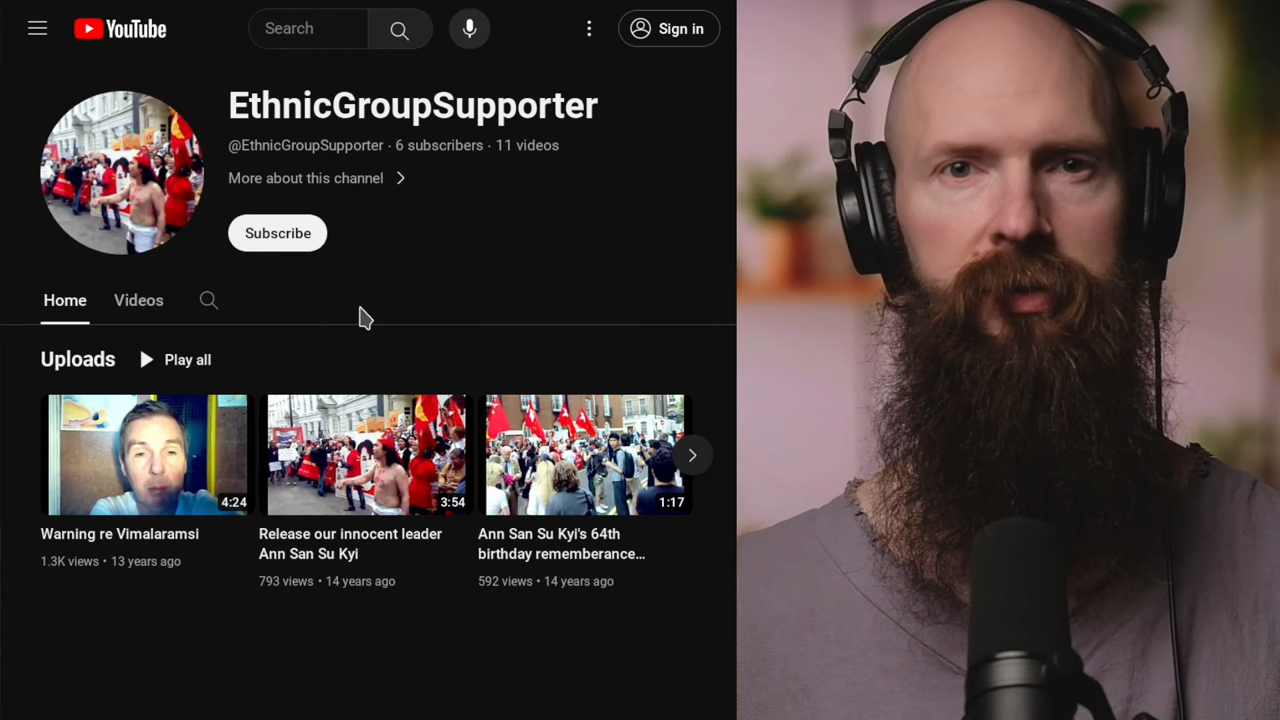 YouTube
Search
Sign in
EthnicGroupSupporter
@EthnicGroupSupporter · 6 subscribers · 11 videos
More about this channel
Subscribe
Home Videos
Uploads Play all
4:24 3:54 1:17
Warning re Vimalaramsi
1.3K views • 13 years ago
Release our innocent leader
Ann San Su Kyi
793 views • 14 years ago
Ann San Su Kyi's 64th
birthday rememberance...
592 views • 14 years ago